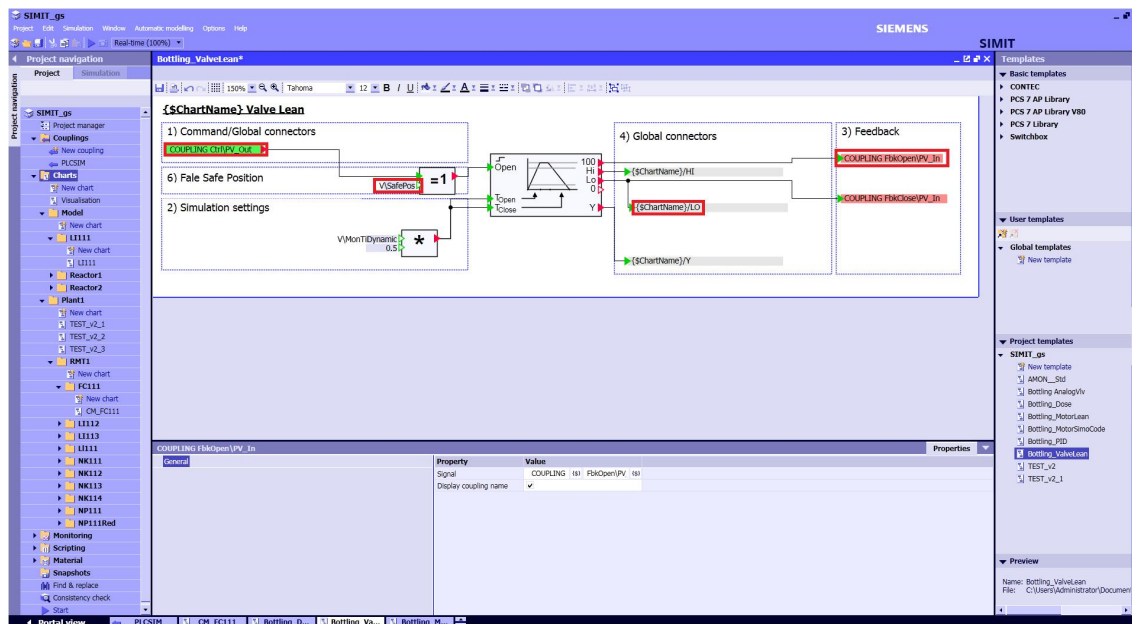 SIMIT_gs
Project Edit Simulation Window Automatic modelling Options Help
SIEMENS
Real-time (100%)
SIMIT
Project navigation
Bottling_ValveLean*
Templates
Project navigation
Project Simulation
150% Tahoma 12 B I U
SIMIT_gs
Project manager
Couplings
New coupling
PLCSIM
Charts
New chart
Visualisation
Model
New chart
LI111
New chart
LI111
Reactor1
Reactor2
Plant1
New chart
TEST_v2_1
TEST_v2_2
TEST_v2_3
RMT1
New chart
FC111
New chart
CM_FC111
LI112
LI113
LI111
NK111
NK112
NK113
NK114
NP111
NP111Red
Monitoring
Scripting
Material
Snapshots
Find & replace
Consistency check
Start
{$ChartName} Valve Lean
1) Command/Global connectors
COUPLING Ctrl\PV_Out
6) Fale Safe Position
V\SafePos
=1
2) Simulation settings
V\MonTiDynamic
0.5
*
Open
TOpen
TClose
100
Hi
Lo
0
Y
4) Global connectors
{$ChartName}/HI
{$ChartName}/LO
{$ChartName}/Y
3) Feedback
COUPLING FbkOpen\PV_In
COUPLING FbkClose\PV_In
COUPLING FbkOpen\PV_In
Properties
General
Property Value
Signal COUPLING ($) FbkOpen\PV ($)
Display coupling name
Basic templates
CONTEC
PCS 7 AP Library
PCS 7 AP Library V80
PCS 7 Library
Switchbox
User templates
Global templates
New template
Project templates
SIMIT_gs
New template
AMON__Std
Bottling AnalogVlv
Bottling_Dose
Bottling_MotorLean
Bottling_MotorSimoCode
Bottling_PID
Bottling_ValveLean
TEST_v2
TEST_v2_1
Preview
Name: Bottling_ValveLean
File: C:\Users\Administrator\Document
Portal view PLCSIM CM_FC111 Bottling_D... Bottling_Va... Bottling_M...